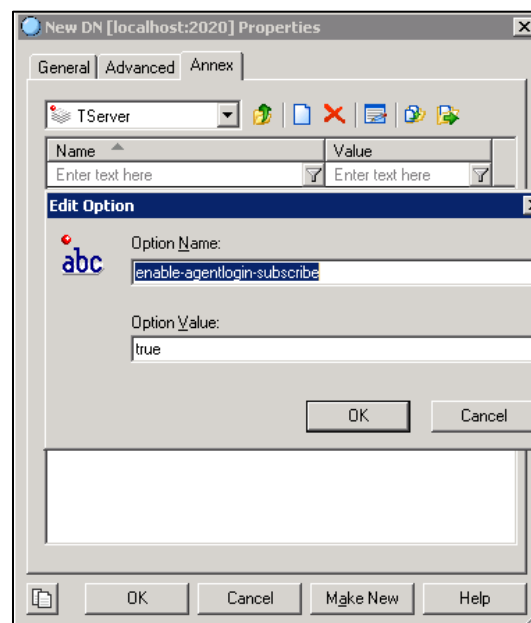 New DN [localhost:2020] Properties
General Advanced Annex
TServer
Name Value
Enter text here Enter text here
Edit Option
abc
Option Name:
enable-agentlogin-subscribe
Option Value:
true
OK Cancel
OK Cancel Make New Help